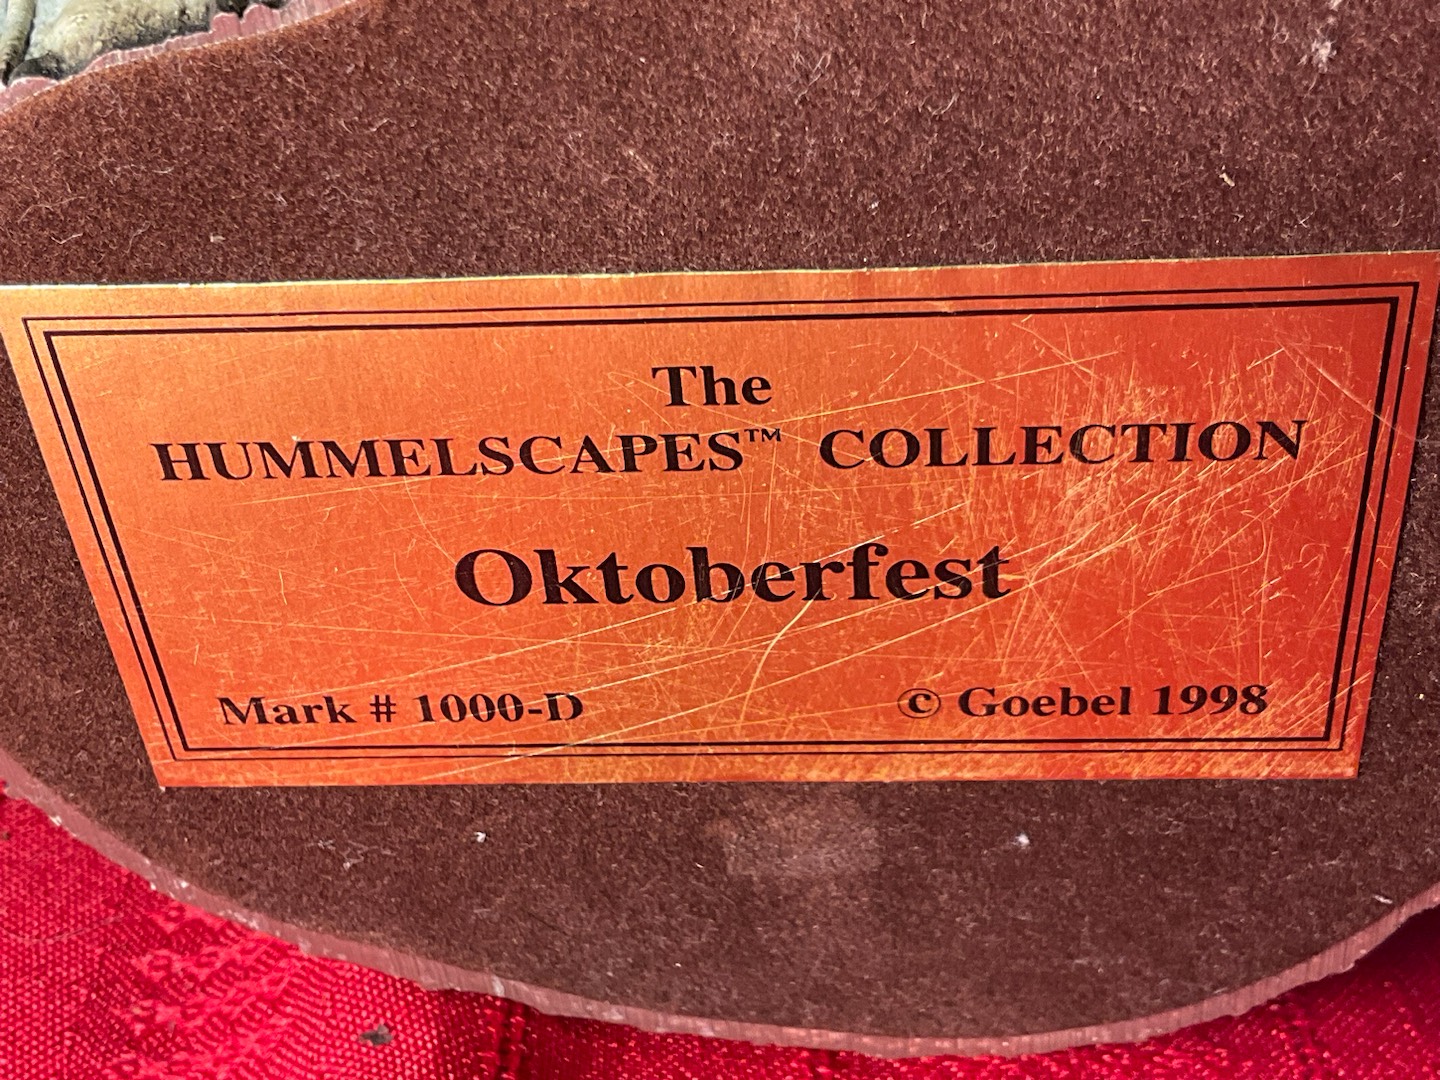 The
HUMMELSCAPES™ COLLECTION
Oktoberfest
Mark # 1000-D © Goebel 1998